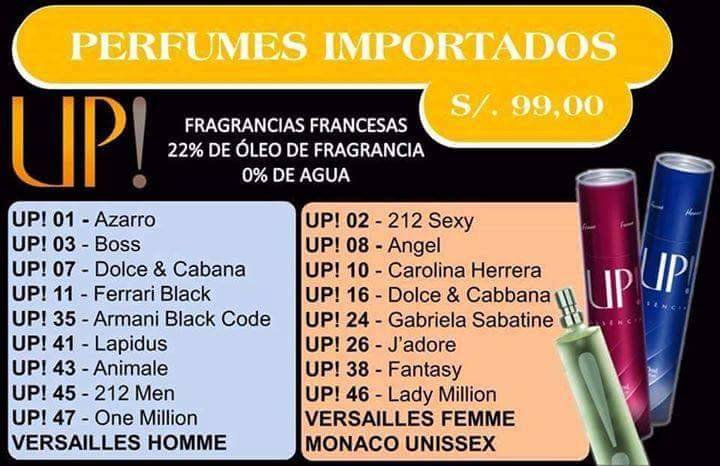 PERFUMES IMPORTADOS
S/. 99,00
UP!
FRAGRANCIAS FRANCESAS
22% DE ÓLEO DE FRAGRANCIA
0% DE AGUA
UP! 01 - Azarro
UP! 03 - Boss
UP! 07 - Dolce & Cabana
UP! 11 - Ferrari Black
UP! 35 - Armani Black Code
UP! 41 - Lapidus
UP! 43 - Animale
UP! 45 - 212 Men
UP! 47 - One Million
VERSAILLES HOMME
UP! 02 - 212 Sexy
UP! 08 - Angel
UP! 10 - Carolina Herrera
UP! 16 - Dolce & Cabbana
UP! 24 - Gabriela Sabatine
UP! 26 - J’adore
UP! 38 - Fantasy
UP! 46 - Lady Million
VERSAILLES FEMME
MONACO UNISSEX
UP!
UP!